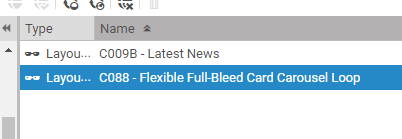 Type Name
Layou... C009B - Latest News
Layou... C088 - Flexible Full-Bleed Card Carousel Loop